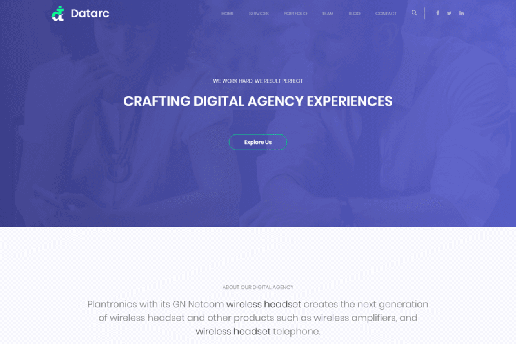 Datarc
HOME SERVICES PORTFOLIO TEAM BLOG CONTACT
WE WORK HARD, WE RESULT PERFECT
CRAFTING DIGITAL AGENCY EXPERIENCES
Explore Us
ABOUT OUR DIGITAL AGENCY
Plantronics with its GN Netcom wireless headset creates the next generation
of wireless headset and other products such as wireless amplifiers, and
wireless headset telephone.